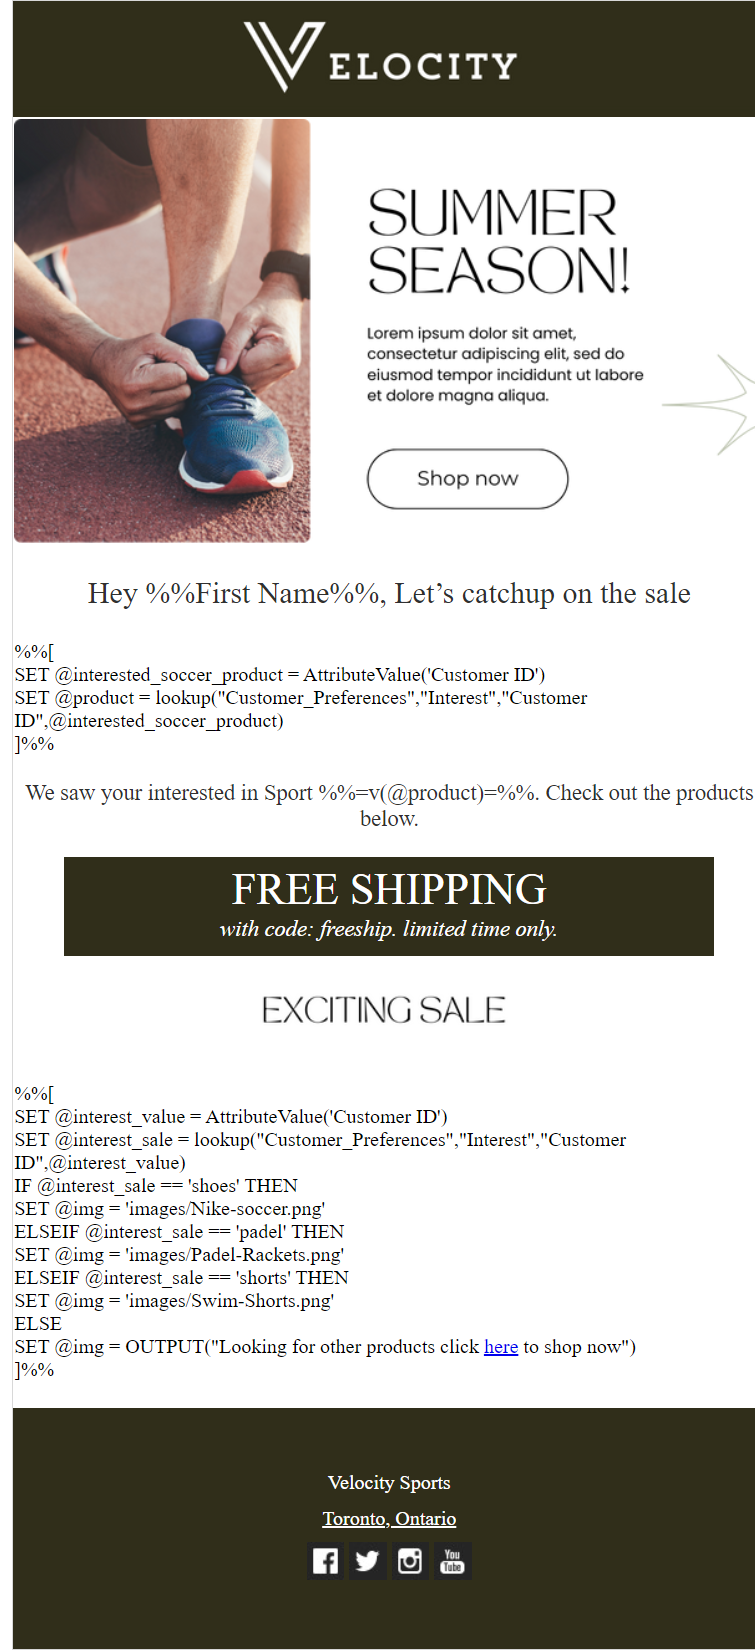 VELOCITY
SUMMER
SEASON!
Lorem ipsum dolor sit amet,
consectetur adipiscing elit, sed do
eiusmod tempor incididunt ut labore
et dolore magna aliqua.
Shop now
Hey %%First Name%%, Let’s catchup on the sale
%%[
SET @interested_soccer_product = AttributeValue('Customer ID')
SET @product = lookup("Customer_Preferences","Interest","Customer
ID",@interested_soccer_product)
]%%
We saw your interested in Sport %%=v(@product)=%%. Check out the products
below.
FREE SHIPPING
with code: freeship. limited time only.
EXCITING SALE
%%[
SET @interest_value = AttributeValue('Customer ID')
SET @interest_sale = lookup("Customer_Preferences","Interest","Customer
ID",@interest_value)
IF @interest_sale == 'shoes' THEN
SET @img = 'images/Nike-soccer.png'
ELSEIF @interest_sale == 'padel' THEN
SET @img = 'images/Padel-Rackets.png'
ELSEIF @interest_sale == 'shorts' THEN
SET @img = 'images/Swim-Shorts.png'
ELSE
SET @img = OUTPUT("Looking for other products click here to shop now")
]%%
Velocity Sports
Toronto, Ontario
You
Tube